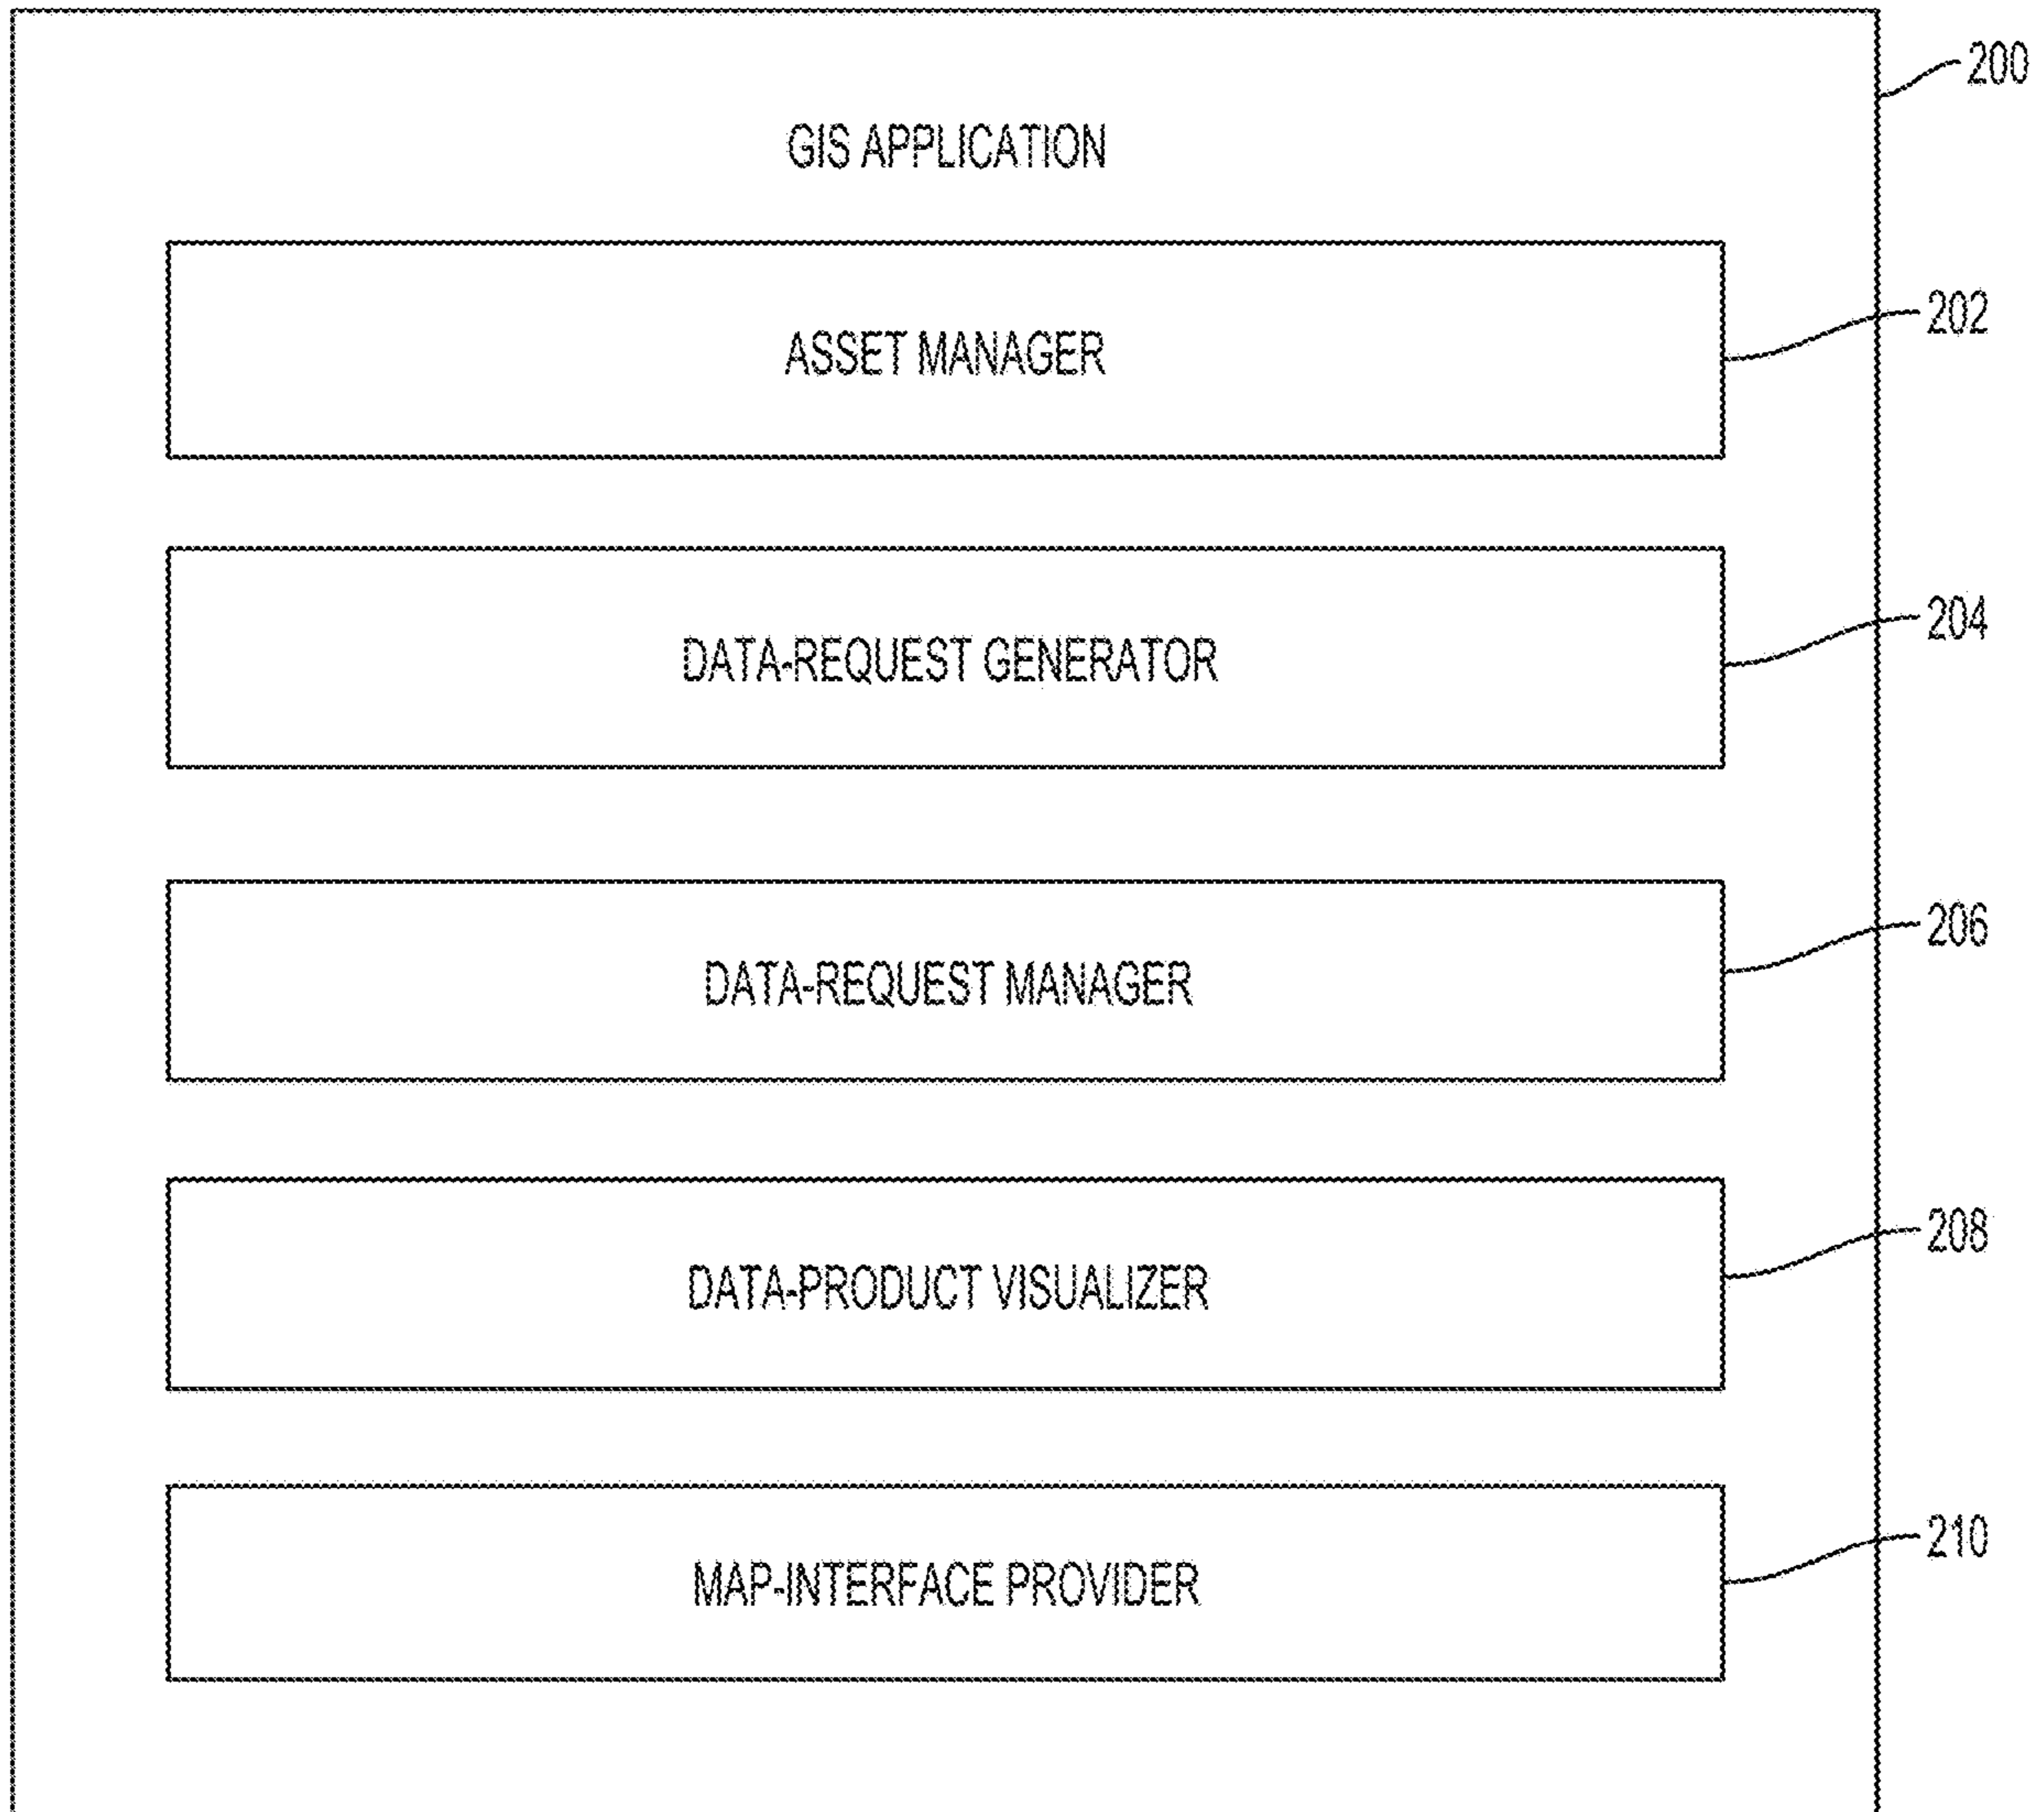 200
GIS APPLICATION
ASSET MANAGER
202
DATA-REQUEST GENERATOR
204
DATA-REQUEST MANAGER
206
DATA-PRODUCT VISUALIZER
208
MAP-INTERFACE PROVIDER
210